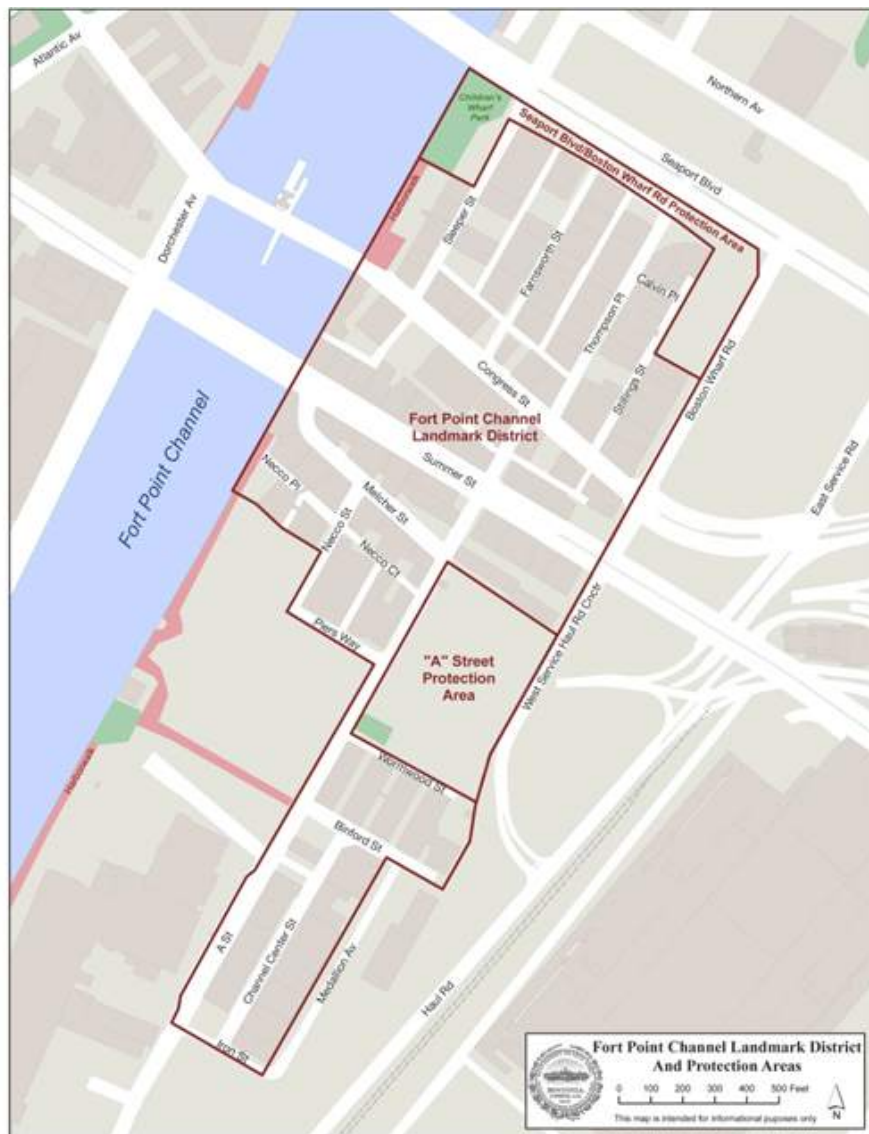 Atlantic Av
Northern Av
Children's
Wharf
Park
Seaport Blvd
Seaport Blvd/Boston Wharf Rd Protection Area
Dorchester Av
Harborwalk
Sleeper St
Farnsworth St
Calvin Pl
Thompson Pl
Stillings St
Boston Wharf Rd
Congress St
Fort Point Channel
Landmark District
Fort Point Channel
Summer St
East Service Rd
Necco Pl
Melcher St
Necco St
Necco Ct
Piers Way
"A" Street
Protection
Area
West Service Haul Rd Cnctr
Harborwalk
Wormwood St
Binford St
A St
Channel Center St
Medallion Av
Haul Rd
Iron St
Fort Point Channel Landmark District
And Protection Areas
0 100 200 300 400 500 Feet
This map is intended for informational puposes only
N